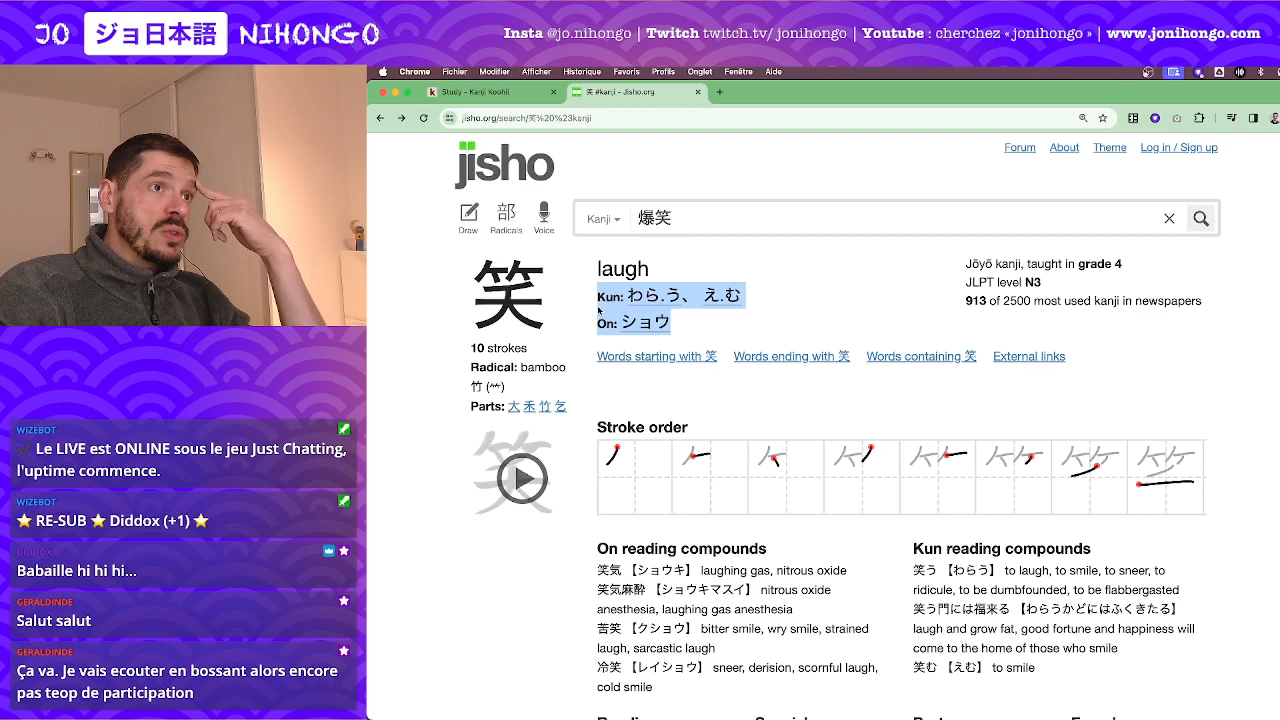 JO ジョ日本語 NIHONGO
Insta @jo.nihongo | Twitch twitch.tv/ jonihongo | Youtube : cherchez « jonihongo » | www.jonihongo.com
Chrome Fichier Modifier Afficher Historique Favoris Profils Onglet Fenêtre Aide
Study - Kanji Koohii
笑 #kanji - Jisho.org
jisho.org/search/笑%20%23kanji
jisho
Forum About Theme Log in / Sign up
Draw
部 Radicals
Voice
Kanji
爆笑
笑
10 strokes
Radical: bamboo
竹 (⺮)
Parts: 大 禾 竹 乞
笑
laugh
Kun: わら.う、 え.む
On: ショウ
Jōyō kanji, taught in grade 4
JLPT level N3
913 of 2500 most used kanji in newspapers
Words starting with 笑 Words ending with 笑 Words containing 笑 External links
Stroke order
On reading compounds
笑気 【ショウキ】 laughing gas, nitrous oxide
笑気麻酔 【ショウキマスイ】 nitrous oxide
anesthesia, laughing gas anesthesia
苦笑 【クショウ】 bitter smile, wry smile, strained
laugh, sarcastic laugh
冷笑 【レイショウ】 sneer, derision, scornful laugh,
cold smile
Kun reading compounds
笑う 【わらう】 to laugh, to smile, to sneer, to
ridicule, to be dumbfounded, to be flabbergasted
笑う門には福来る 【わらうかどにはふくきたる】
laugh and grow fat, good fortune and happiness will
come to the home of those who smile
笑む 【えむ】 to smile
WIZEBOT
✔ Le LIVE est ONLINE sous le jeu Just Chatting,
l'uptime commence.
WIZEBOT
⭐ RE-SUB ⭐ Diddox (+1) ⭐
DIDDOX
Babaille hi hi hi...
GERALDINDE
Salut salut
GERALDINDE
Ça va. Je vais ecouter en bossant alors encore
pas teop de participation